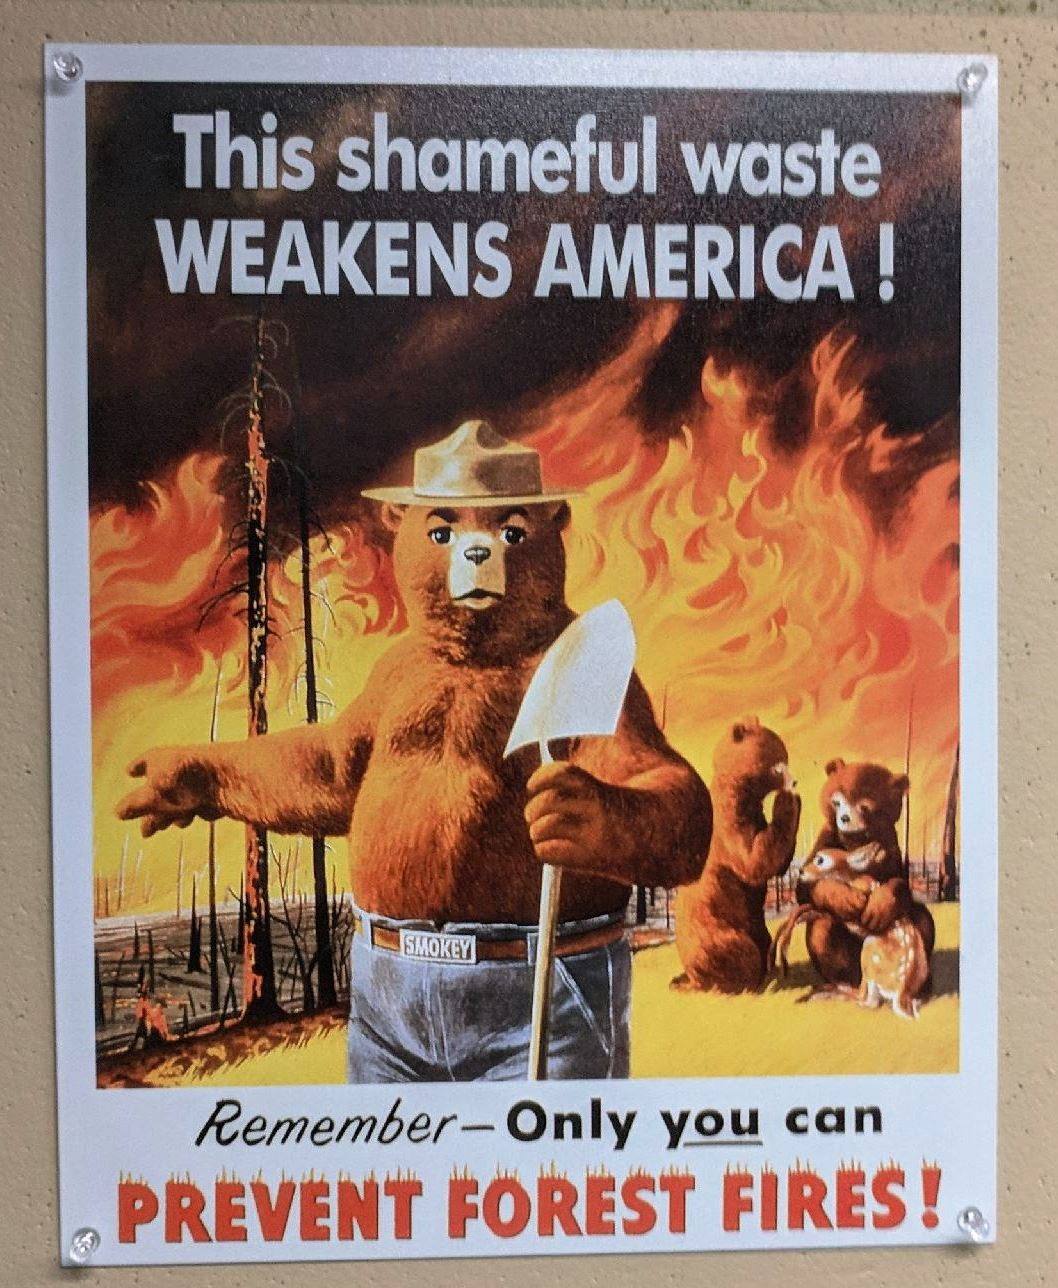 This shameful waste
WEAKENS AMERICA !
SMOKEY
Remember—Only you can
PREVENT FOREST FIRES!